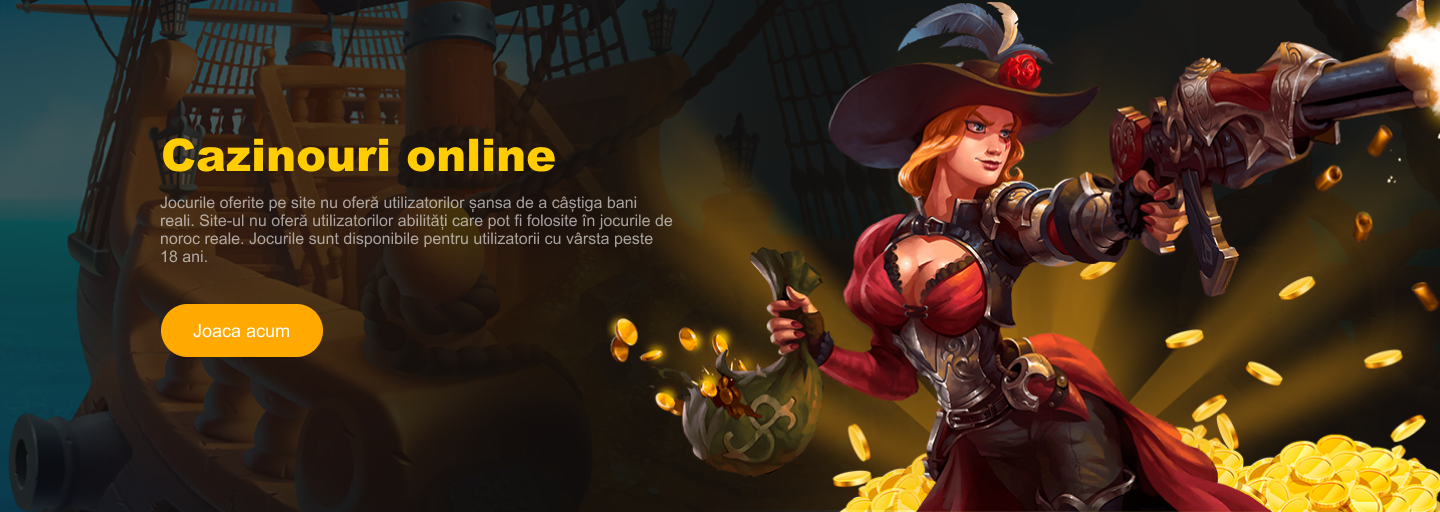 Cazinouri online
Jocurile oferite pe site nu oferă utilizatorilor șansa de a câștiga bani
reali. Site-ul nu oferă utilizatorilor abilități care pot fi folosite în jocurile de
noroc reale. Jocurile sunt disponibile pentru utilizatorii cu vârsta peste
18 ani.
Joaca acum